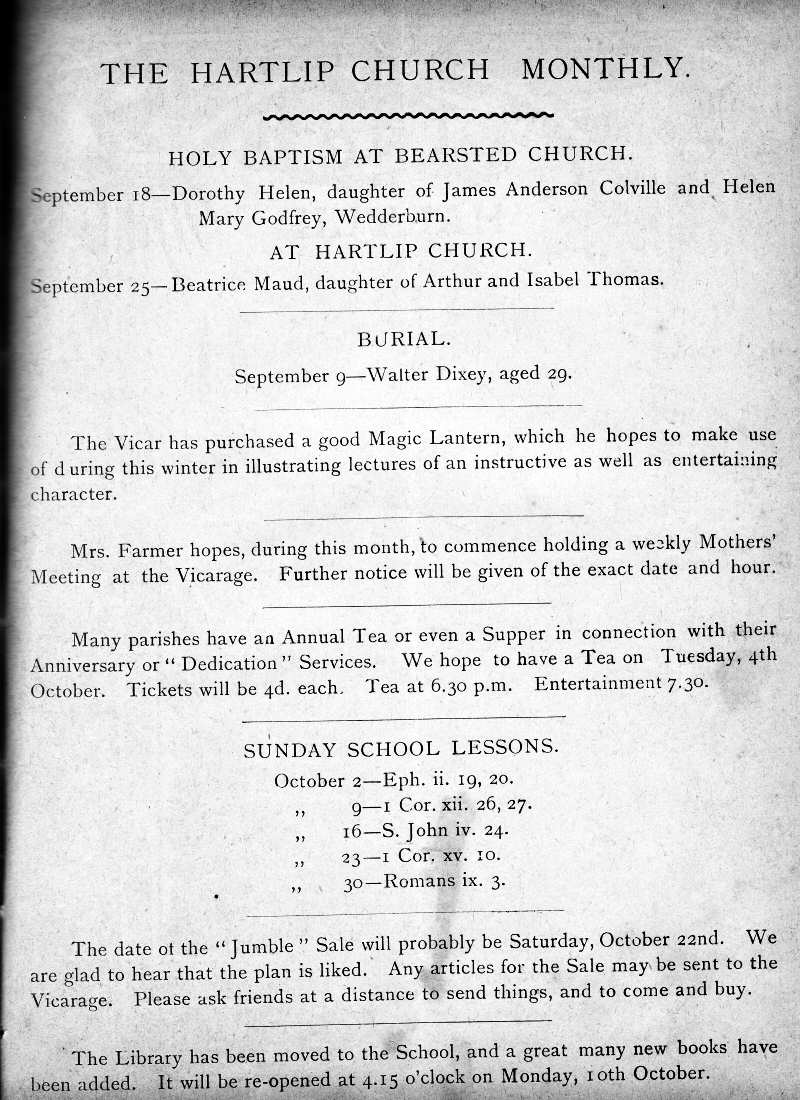 THE HARTLIP CHURCH MONTHLY.
HOLY BAPTISM AT BEARSTED CHURCH.
September 18—Dorothy Helen, daughter of James Anderson Colville and Helen
Mary Godfrey, Wedderburn.
AT HARTLIP CHURCH.
September 25—Beatrice Maud, daughter of Arthur and Isabel Thomas.
BURIAL.
September 9—Walter Dixey, aged 29.
The Vicar has purchased a good Magic Lantern, which he hopes to make use
of during this winter in illustrating lectures of an instructive as well as entertaining
character.
Mrs. Farmer hopes, during this month, to commence holding a weekly Mothers'
Meeting at the Vicarage. Further notice will be given of the exact date and hour.
Many parishes have an Annual Tea or even a Supper in connection with their
Anniversary or "Dedication" Services. We hope to have a Tea on Tuesday, 4th
October. Tickets will be 4d. each. Tea at 6.30 p.m. Entertainment 7.30.
SUNDAY SCHOOL LESSONS.
October 2—Eph. ii. 19, 20.
,, 9—1 Cor. xii. 26, 27.
,, 16—S. John iv. 24.
,, 23—1 Cor. xv. 10.
,, 30—Romans ix. 3.
The date of the "Jumble" Sale will probably be Saturday, October 22nd. We
are glad to hear that the plan is liked. Any articles for the Sale may be sent to the
Vicarage. Please ask friends at a distance to send things, and to come and buy.
The Library has been moved to the School, and a great many new books have
been added. It will be re-opened at 4.15 o'clock on Monday, 10th October.